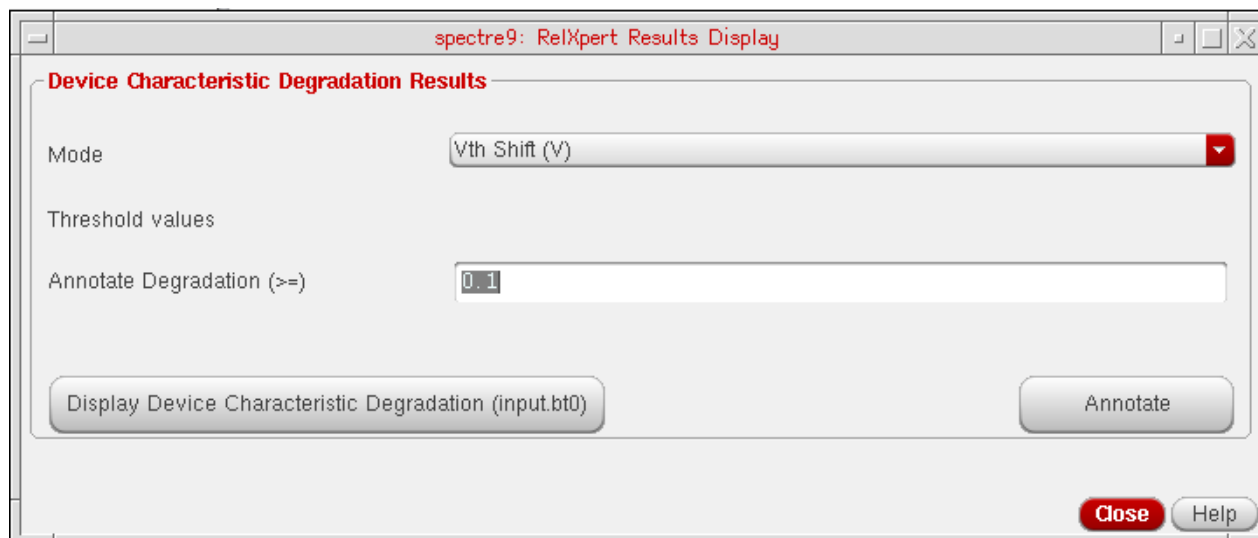 spectre9: RelXpert Results Display
Device Characteristic Degradation Results
Mode
Vth Shift (V)
Threshold values
Annotate Degradation (>=)
0.1
Display Device Characteristic Degradation (input.bt0)
Annotate
Close
Help